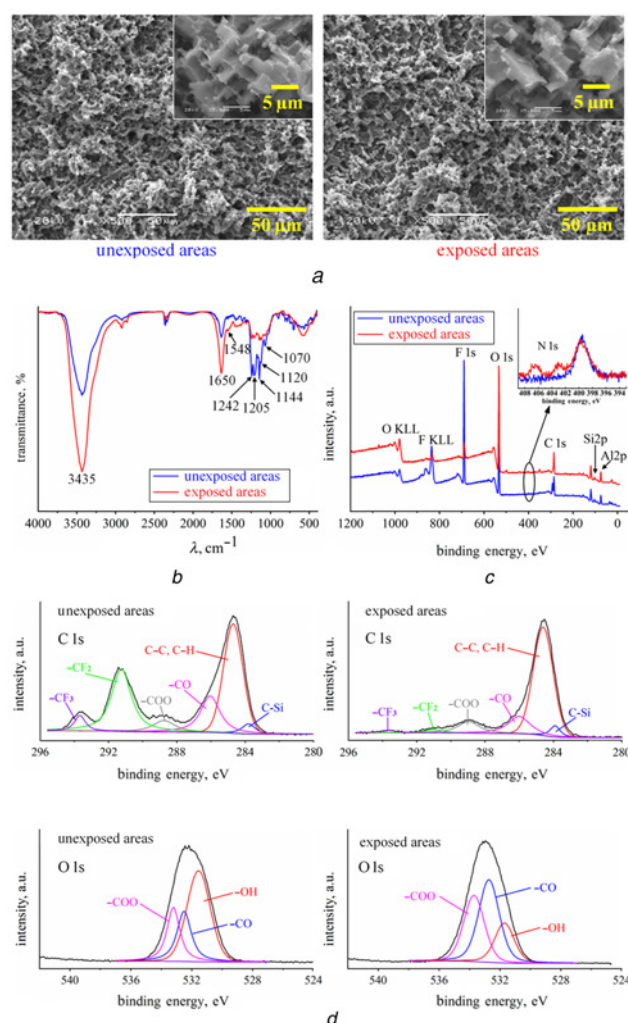 5 µm
5 µm
50 µm
50 µm
unexposed areas
exposed areas
a
transmittance, %
1548
1070
1650
1120
1242
1205
1144
unexposed areas
exposed areas
3435
4000 3500 3000 2500 2000 1500 1000 500
λ, cm−1
b
intensity, a.u.
unexposed areas
exposed areas
F 1s
O 1s
N 1s
408 406 404 402 400 398 396 394
binding energy, eV
O KLL
F KLL
C 1s
Si2p
Al2p
1200 1000 800 600 400 200 0
binding energy, eV
c
unexposed areas
C 1s
intensity, a.u.
C-C, C-H
–CF2
–COO
–CO
–CF3
C-Si
296 292 288 284 280
binding energy, eV
exposed areas
C 1s
intensity, a.u.
C-C, C-H
–COO
–CO
–CF3
–CF2
C-Si
296 292 288 284 280
binding energy, eV
unexposed areas
O 1s
intensity, a.u.
–OH
–COO
–CO
540 536 532 528 524
binding energy, eV
exposed areas
O 1s
intensity, a.u.
–CO
–COO
–OH
540 536 532 528 524
binding energy, eV
d